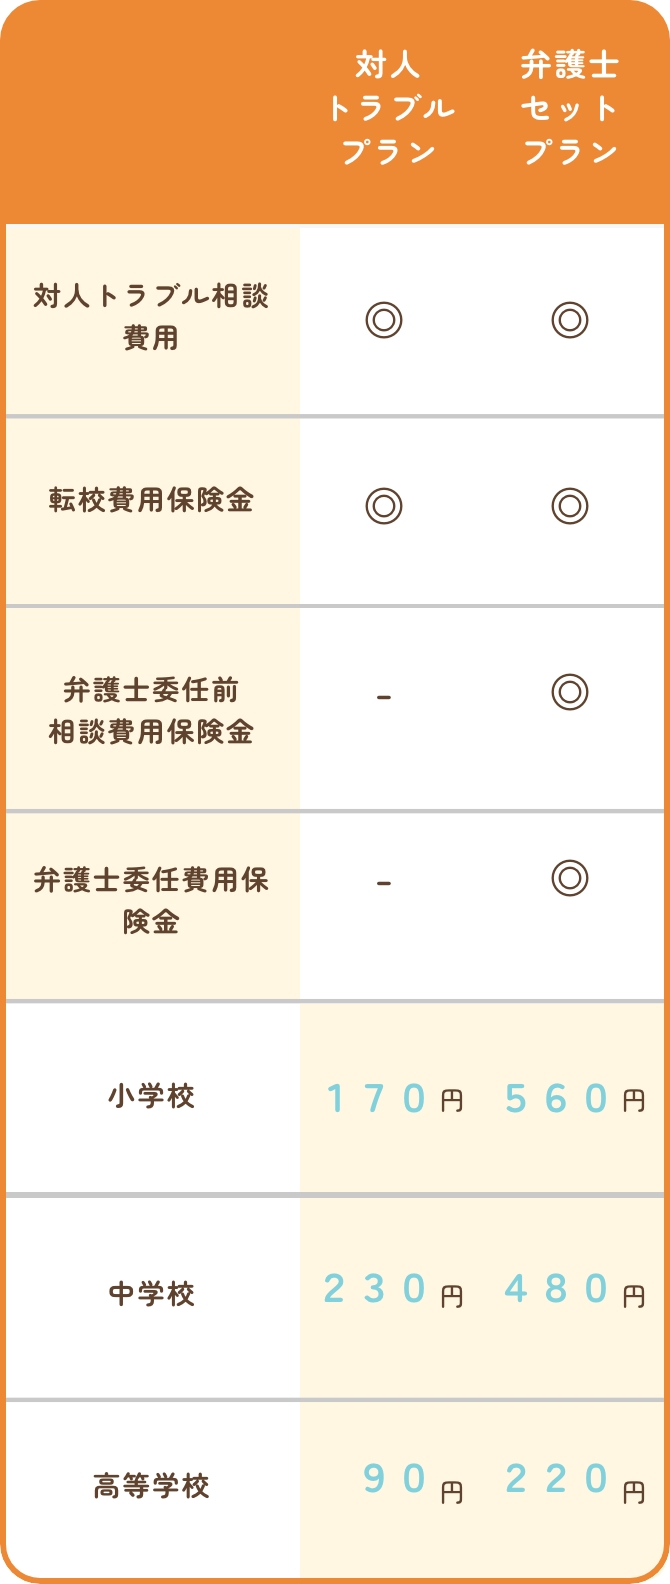 対人
トラブル
プラン
弁護士
セット
プラン
対人トラブル相談
費用
◎
◎
転校費用保険金
◎
◎
弁護士委任前
相談費用保険金
-
◎
弁護士委任費用保
険金
-
◎
小学校
170円
560円
中学校
230円
480円
高等学校
90円
220円